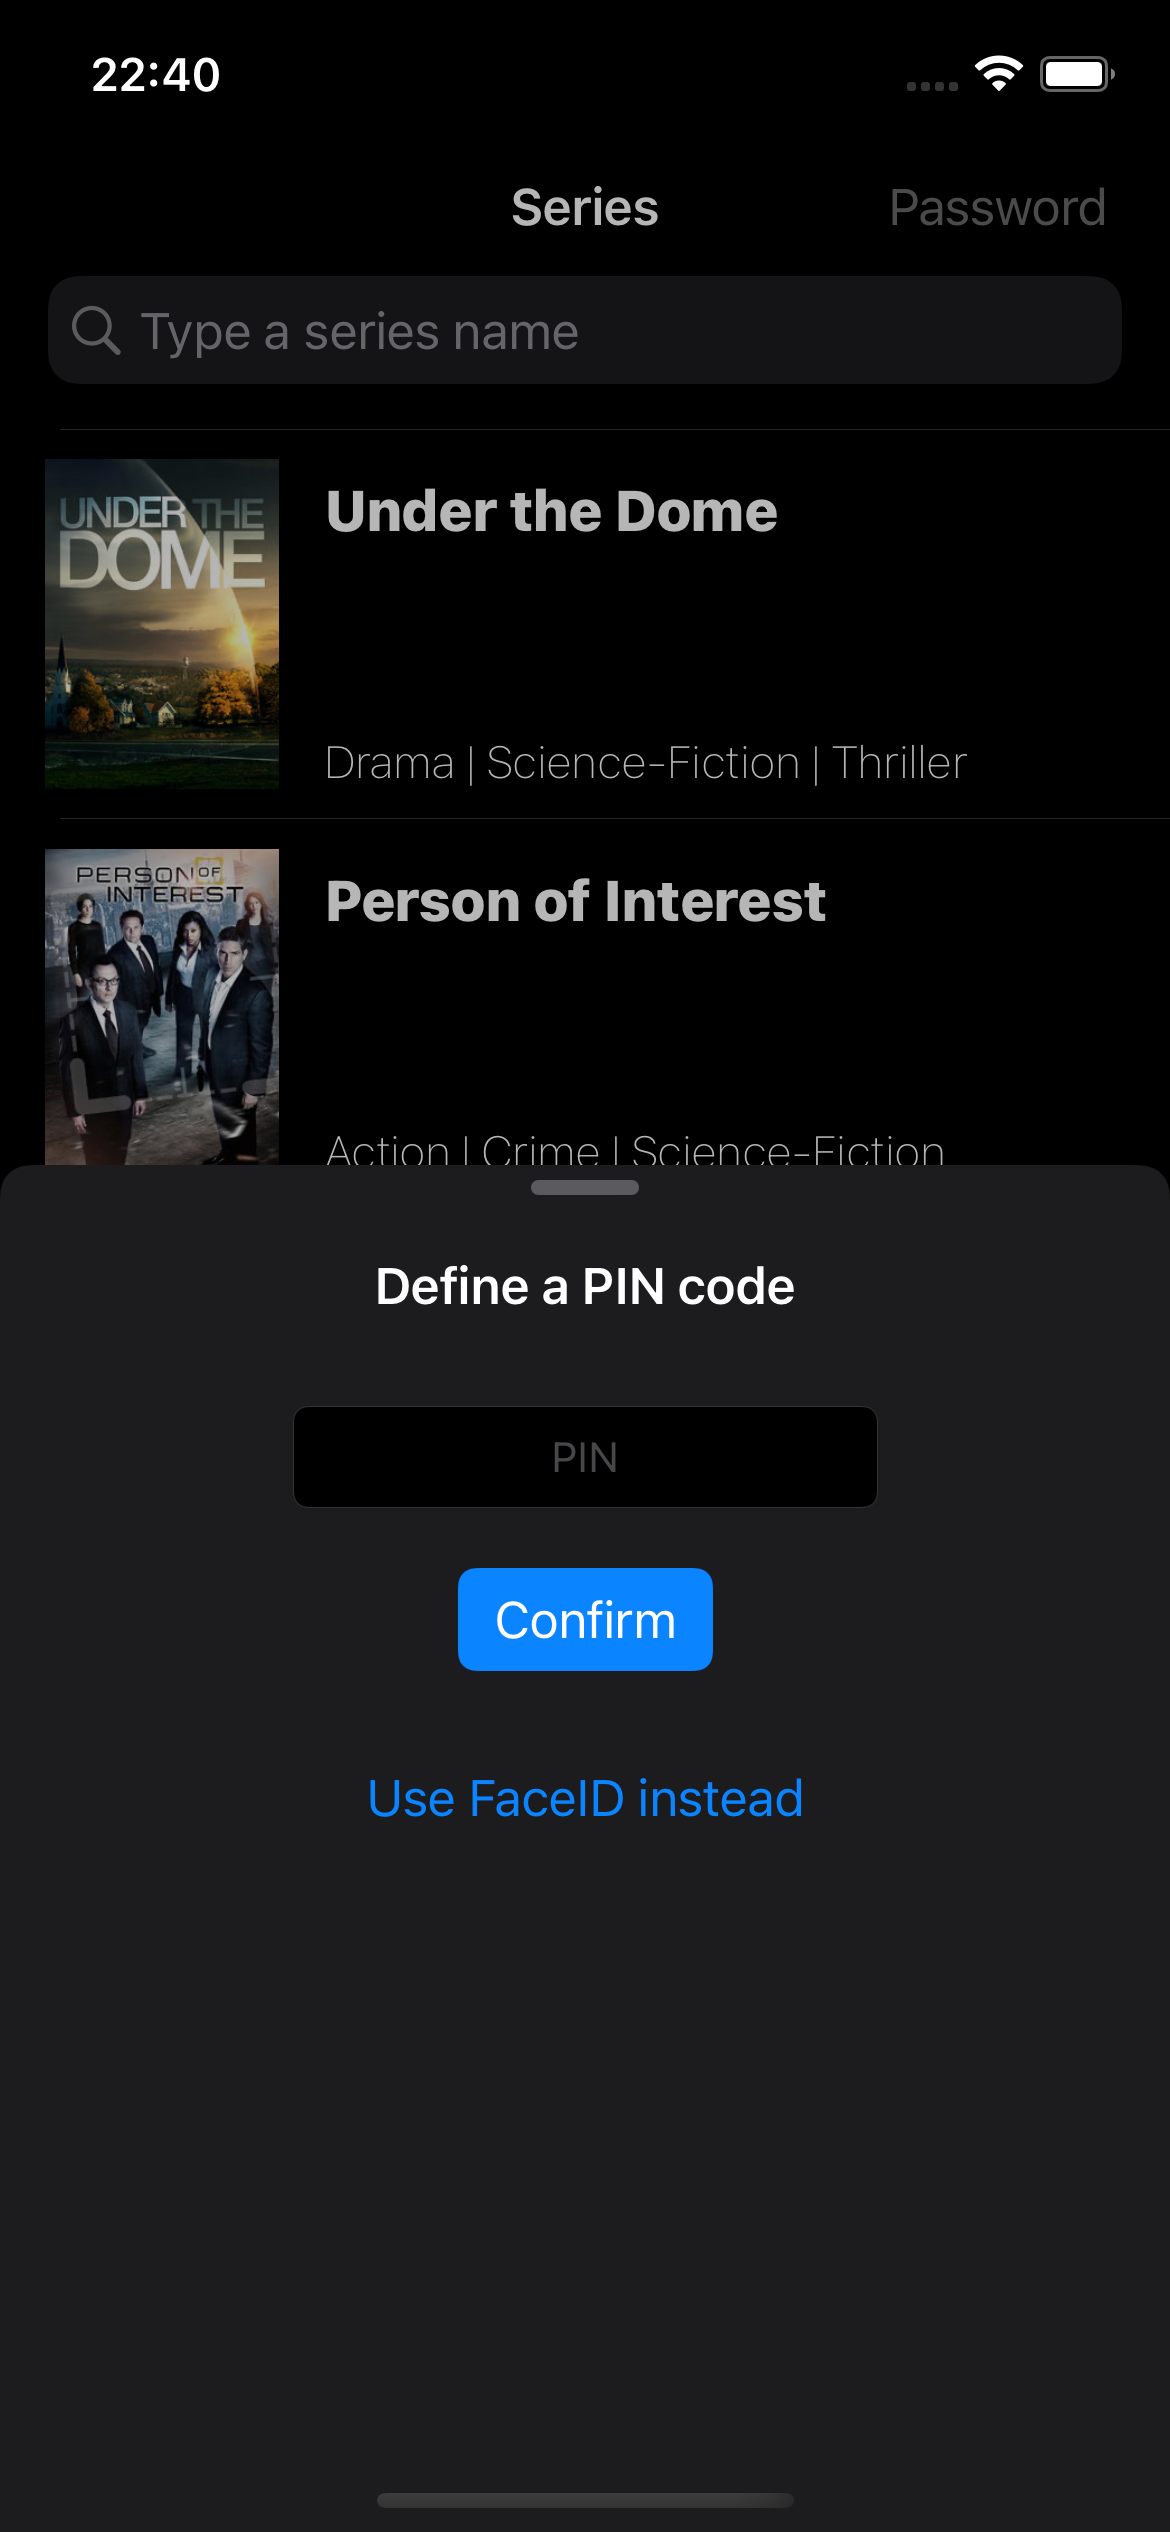 22:40
Series
Password
Type a series name
UNDER THE
DOME
Under the Dome
Drama | Science-Fiction | Thriller
PERSON OF
INTEREST
Person of Interest
Action | Crime | Science-Fiction
Define a PIN code
PIN
Confirm
Use FaceID instead